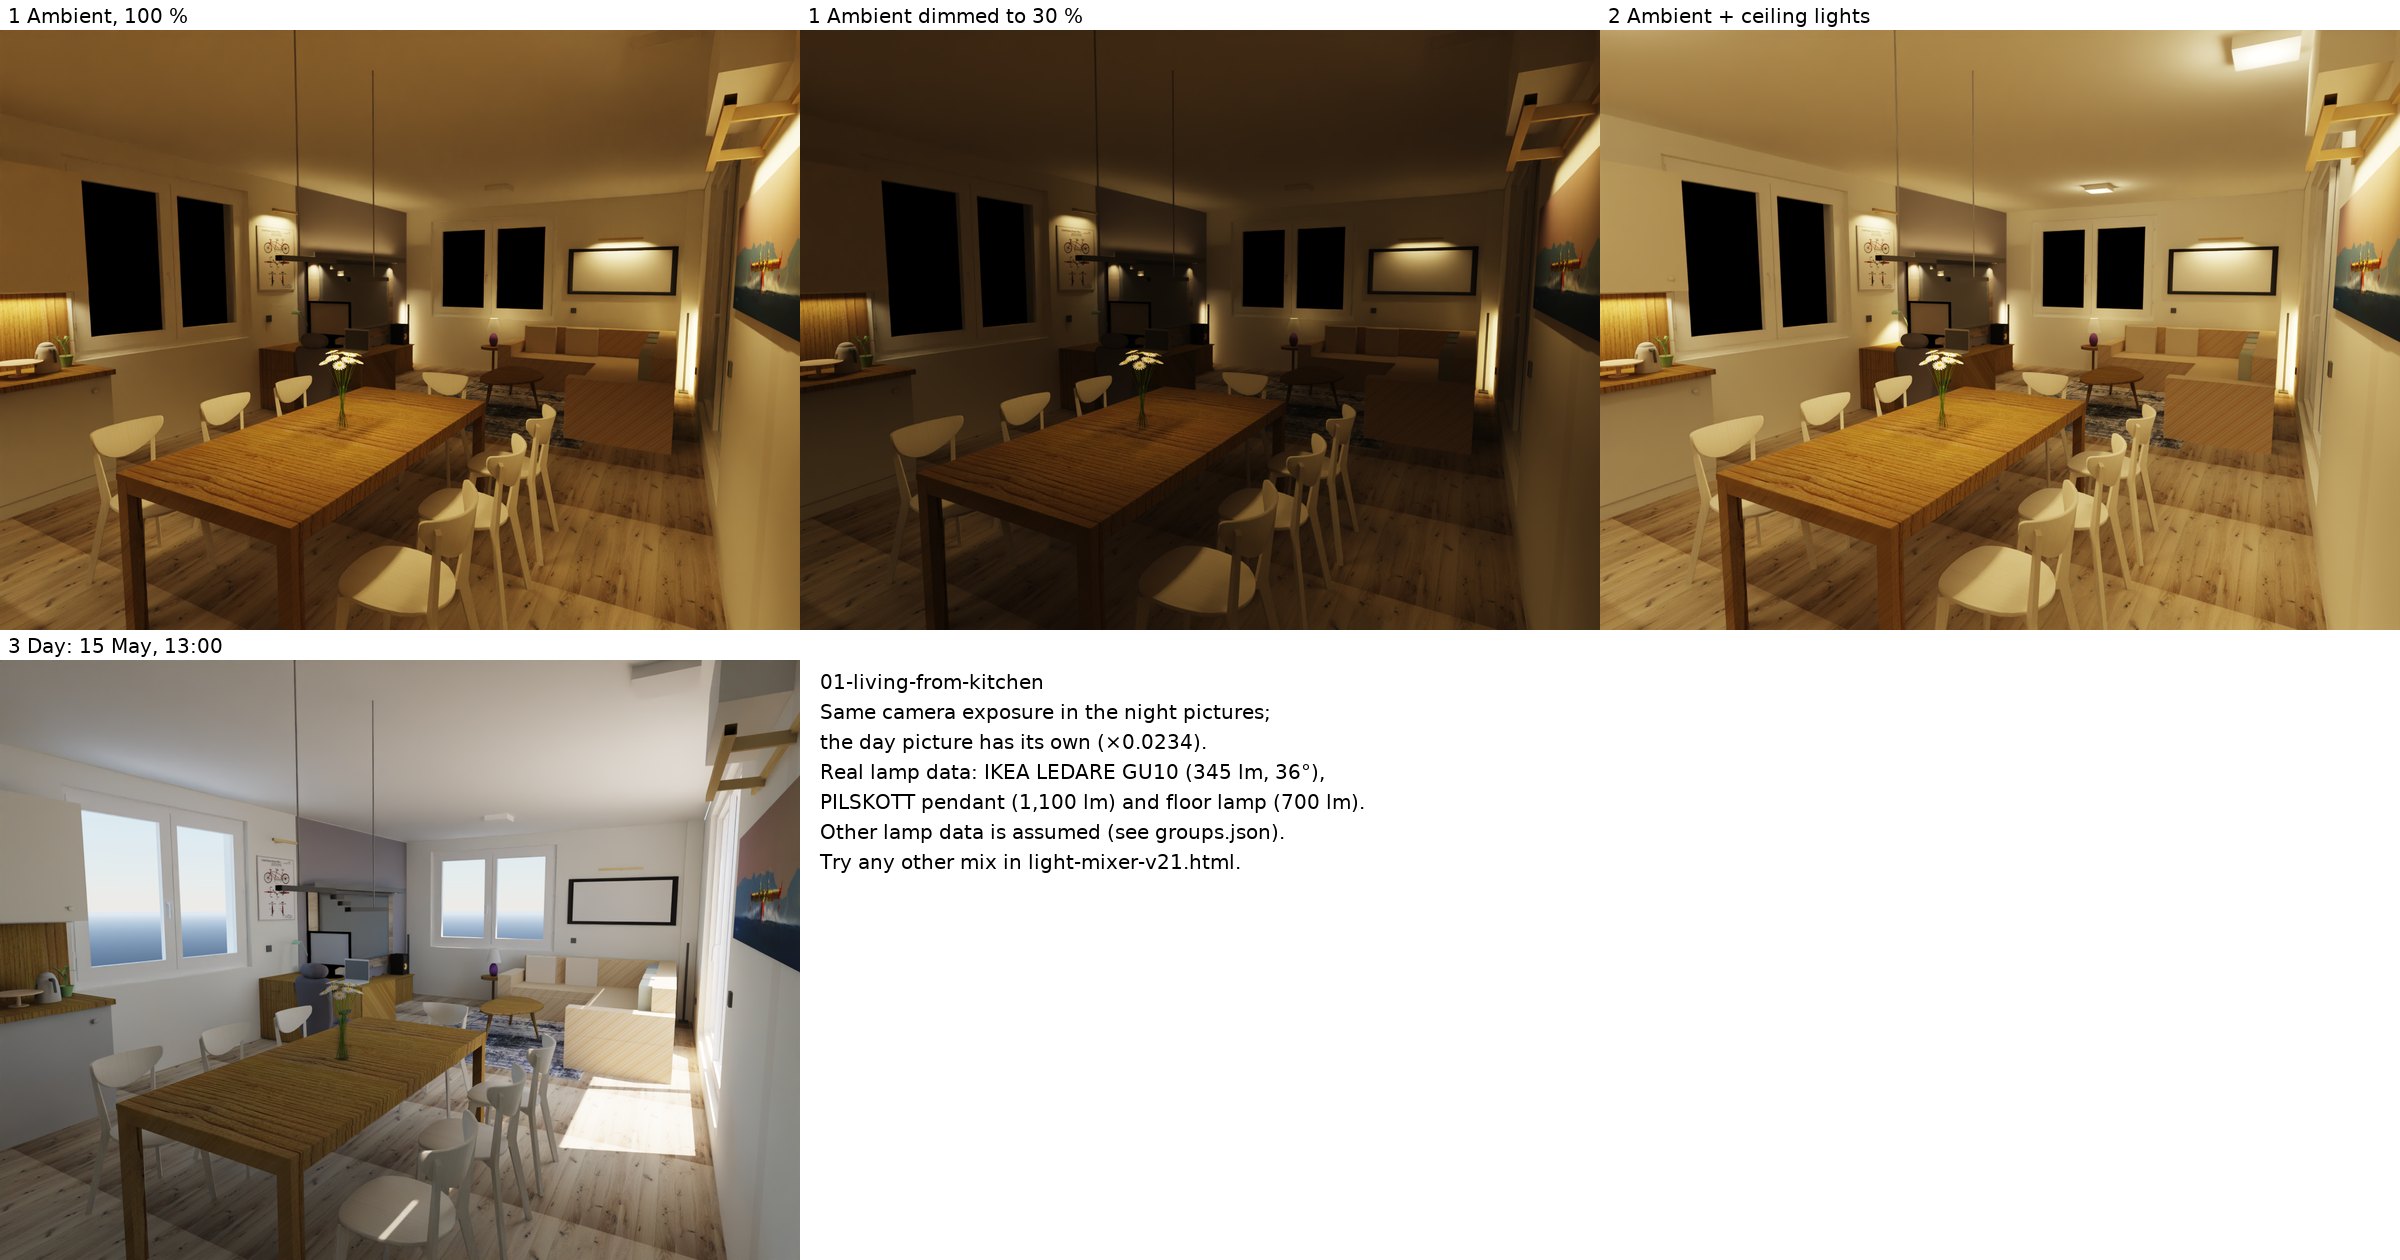 1 Ambient, 100 %
1 Ambient dimmed to 30 %
2 Ambient + ceiling lights
3 Day: 15 May, 13:00
01-living-from-kitchen
Same camera exposure in the night pictures;
the day picture has its own (×0.0234).
Real lamp data: IKEA LEDARE GU10 (345 lm, 36°),
PILSKOTT pendant (1,100 lm) and floor lamp (700 lm).
Other lamp data is assumed (see groups.json).
Try any other mix in light-mixer-v21.html.